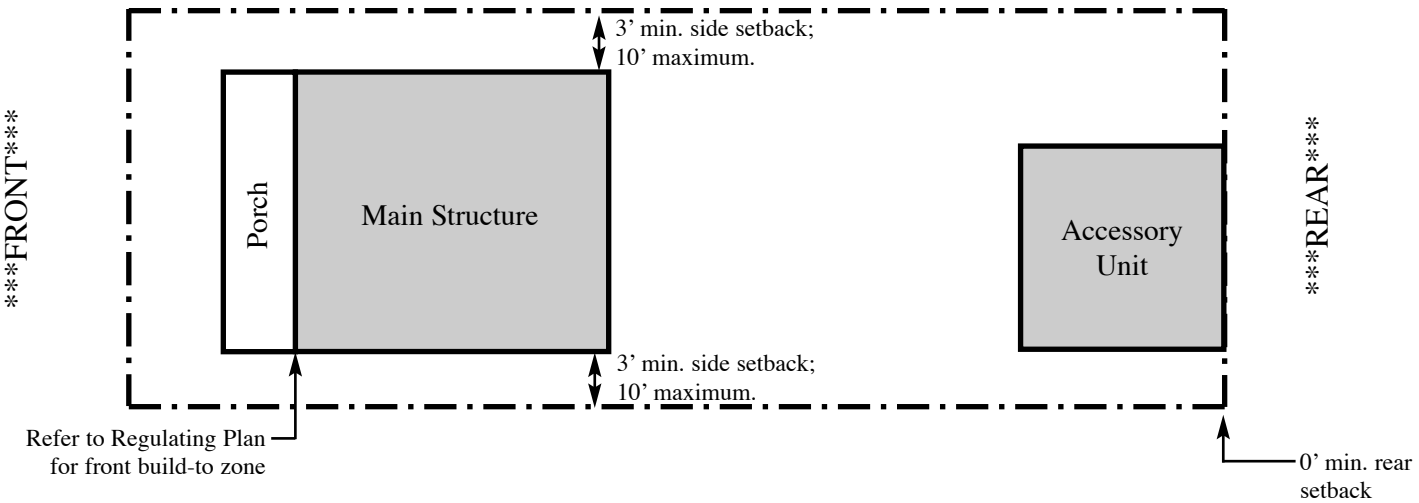 3’ min. side setback;
10’ maximum.
***FRONT****
Porch
Main Structure
Accessory
Unit
***REAR****
3’ min. side setback;
10’ maximum.
Refer to Regulating Plan
for front build-to zone
0’ min. rear
setback